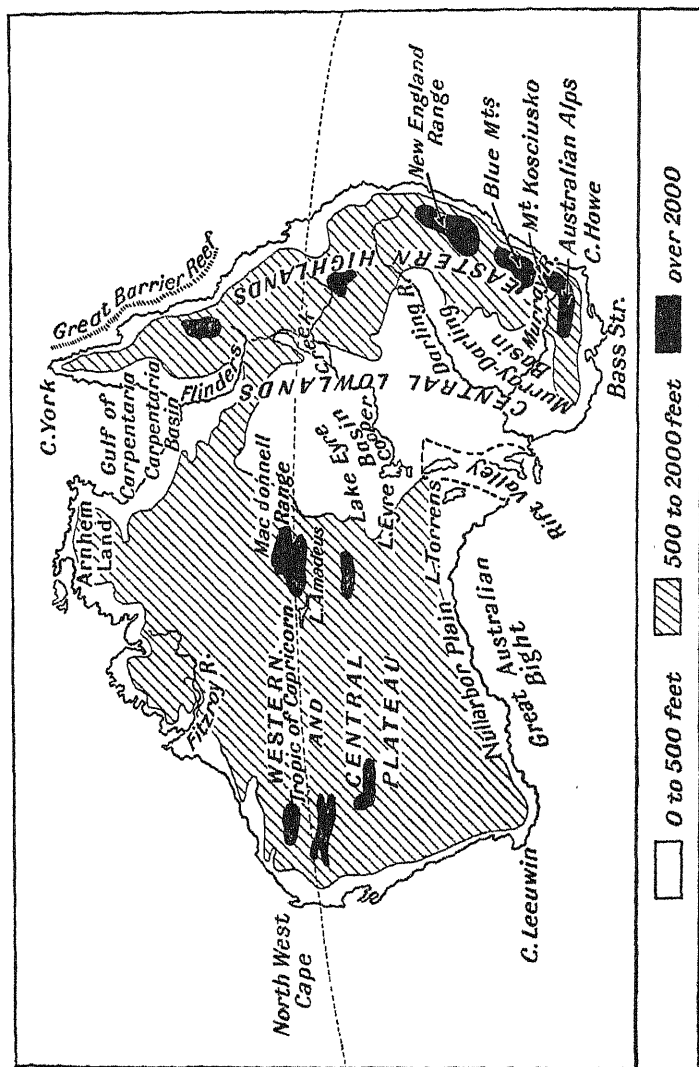 C. York
Great Barrier Reef
Arnhem
Land
Gulf of
Carpentaria
Carpentaria
Basin
Flinders
Fitzroy R.
North West
Cape
WESTERN
Tropic of Capricorn
AND
CENTRAL
PLATEAU
Mac donnell
Range
L. Amadeus
Lake Eyre
Basin
Cooper
Creek
L. Eyre
CENTRAL LOWLANDS
EASTERN HIGHLANDS
New England
Range
Darling R.
Murray-Darling
Basin
Murray R.
Blue Mts.
Mt. Kosciusko
Australian Alps
C. Howe
L. Torrens
Rift Valley
Nullarbor Plain
Great Australian
Bight
C. Leeuwin
Bass Str.
0 to 500 feet
500 to 2000 feet
over 2000